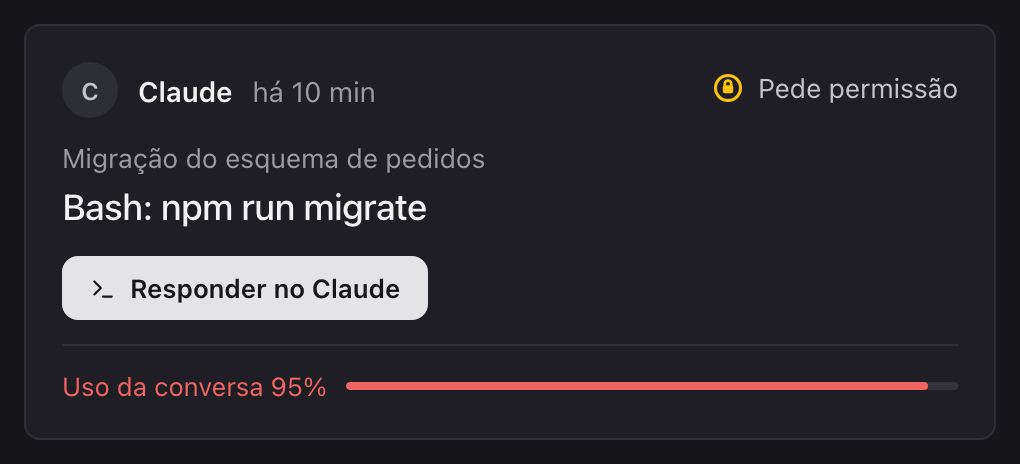 C
Claude há 10 min
Pede permissão
Migração do esquema de pedidos
Bash: npm run migrate
>_ Responder no Claude
Uso da conversa 95%